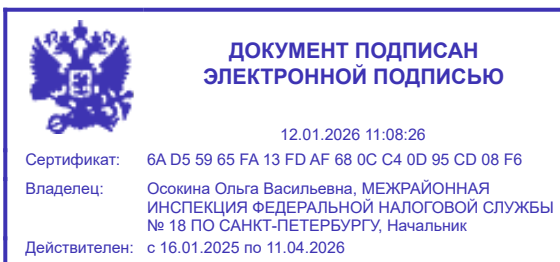 ДОКУМЕНТ ПОДПИСАН
ЭЛЕКТРОННОЙ ПОДПИСЬЮ
12.01.2026 11:08:26
Сертификат: 6A D5 59 65 FA 13 FD AF 68 0C C4 0D 95 CD 08 F6
Владелец: Осокина Ольга Васильевна, МЕЖРАЙОННАЯ
ИНСПЕКЦИЯ ФЕДЕРАЛЬНОЙ НАЛОГОВОЙ СЛУЖБЫ
№ 18 ПО САНКТ-ПЕТЕРБУРГУ, Начальник
Действителен: с 16.01.2025 по 11.04.2026